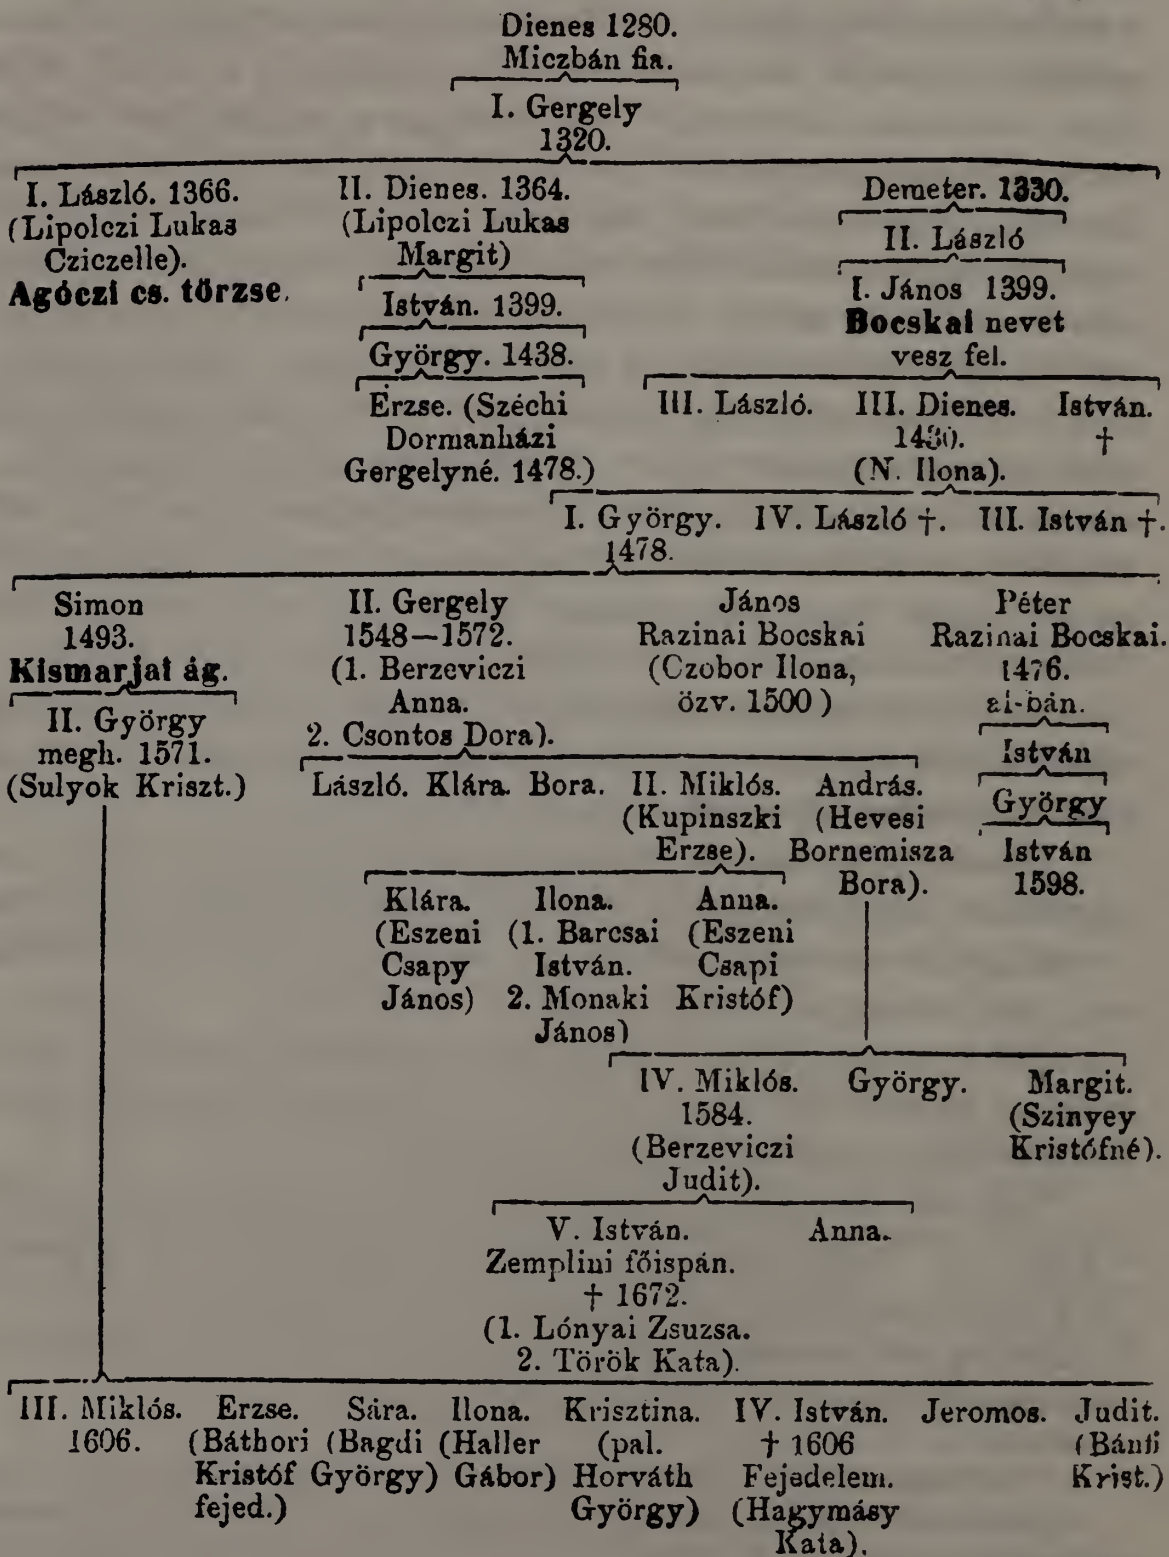 Dienes 1280.
Miczbán fia.
I. Gergely
1320.
I. László. 1366.
(Lipolczi Lukas
Cziczelle).
Agóczi cs. törzse.
II. Dienes. 1364.
(Lipolczi Lukas
Margit)
István. 1399.
György. 1438.
Erzse. (Széchi
Dormanházi
Gergelyné. 1478.)
Demeter. 1330.
II. László
I. János 1399.
Bocskai nevet
vesz fel.
III. László.
III. Dienes.
1430.
(N. Ilona).
István.
†
I. György.
1478.
IV. László †.
III. István †.
Simon
1493.
Kismarjai ág.
II. György
megh. 1571.
(Sulyok Kriszt.)
II. Gergely
1548—1572.
(1. Berzeviczi
Anna.
2. Csontos Dora).
János
Razinai Bocskai
(Czobor Ilona,
özv. 1500 )
Péter
Razinai Bocskai.
1476.
al-bán.
István
György
István
1598.
László. Klára. Bora.
II. Miklós.
(Kupinszki
Erzse).
András.
(Hevesi
Bornemisza
Bora).
Klára.
(Eszeni
Csapy
János)
Ilona.
(1. Barcsai
István.
2. Monaki
János)
Anna.
(Eszeni
Csapi
Kristóf)
IV. Miklós.
1584.
(Berzeviczi
Judit).
György.
Margit.
(Szinyey
Kristófné).
V. István.
Zemplini főispán.
† 1672.
(1. Lónyai Zsuzsa.
2. Török Kata).
Anna.
III. Miklós.
1606.
Erzse.
(Báthori
Kristóf
fejed.)
Sára.
(Bagdi
György)
Ilona.
(Haller
Gábor)
Krisztina.
(pal.
Horváth
György)
IV. István.
† 1606
Fejedelem.
(Hagymásy
Kata).
Jeromos.
Judit.
(Bánfi
Krist.)